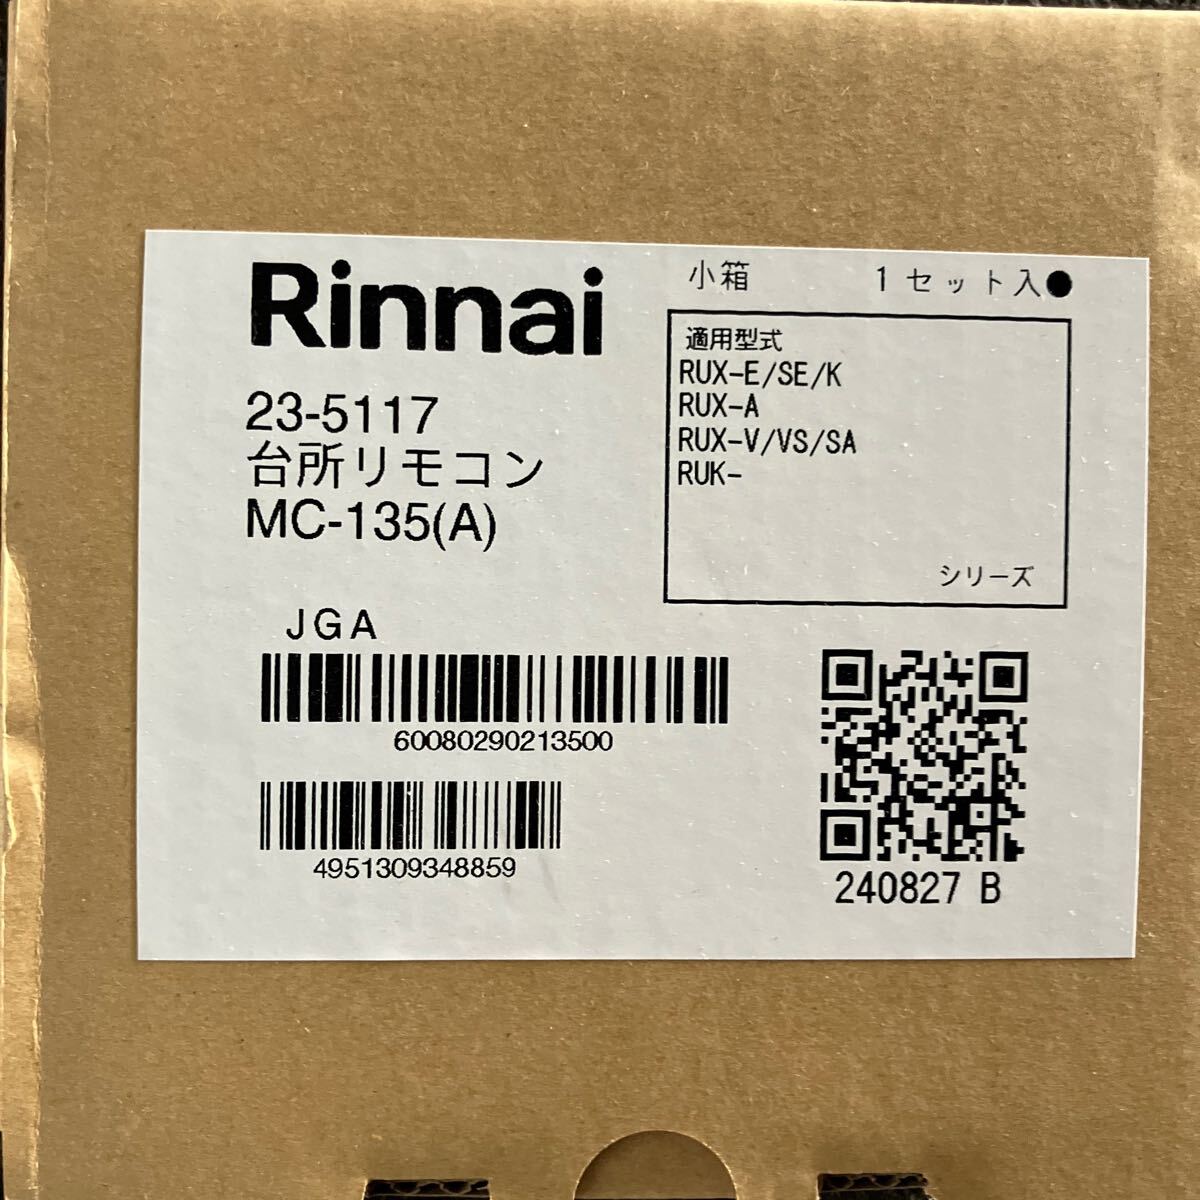 Rinnai
23-5117
台所リモコン
MC-135(A)
小箱 1セット入●
適用型式
RUX-E/SE/K
RUX-A
RUX-V/VS/SA
RUK-
シリーズ
JGA
60080290213500
4951309348859
240827 B